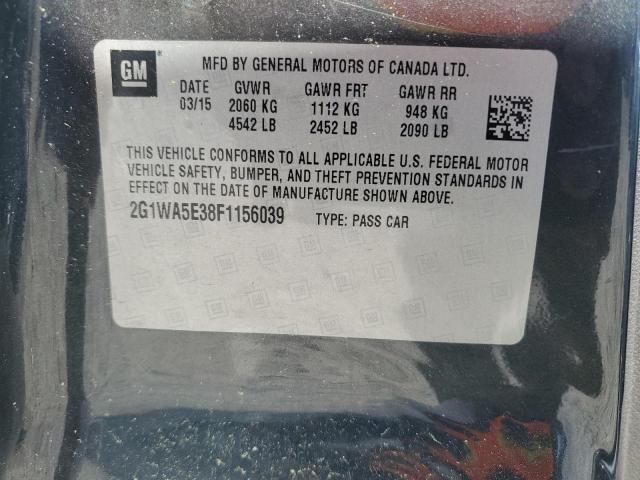 GM
MFD BY GENERAL MOTORS OF CANADA LTD.
DATE GVWR GAWR FRT GAWR RR
03/15 2060 KG 1112 KG 948 KG
4542 LB 2452 LB 2090 LB
THIS VEHICLE CONFORMS TO ALL APPLICABLE U.S. FEDERAL MOTOR
VEHICLE SAFETY, BUMPER, AND THEFT PREVENTION STANDARDS IN
EFFECT ON THE DATE OF MANUFACTURE SHOWN ABOVE.
2G1WA5E38F1156039 TYPE: PASS CAR